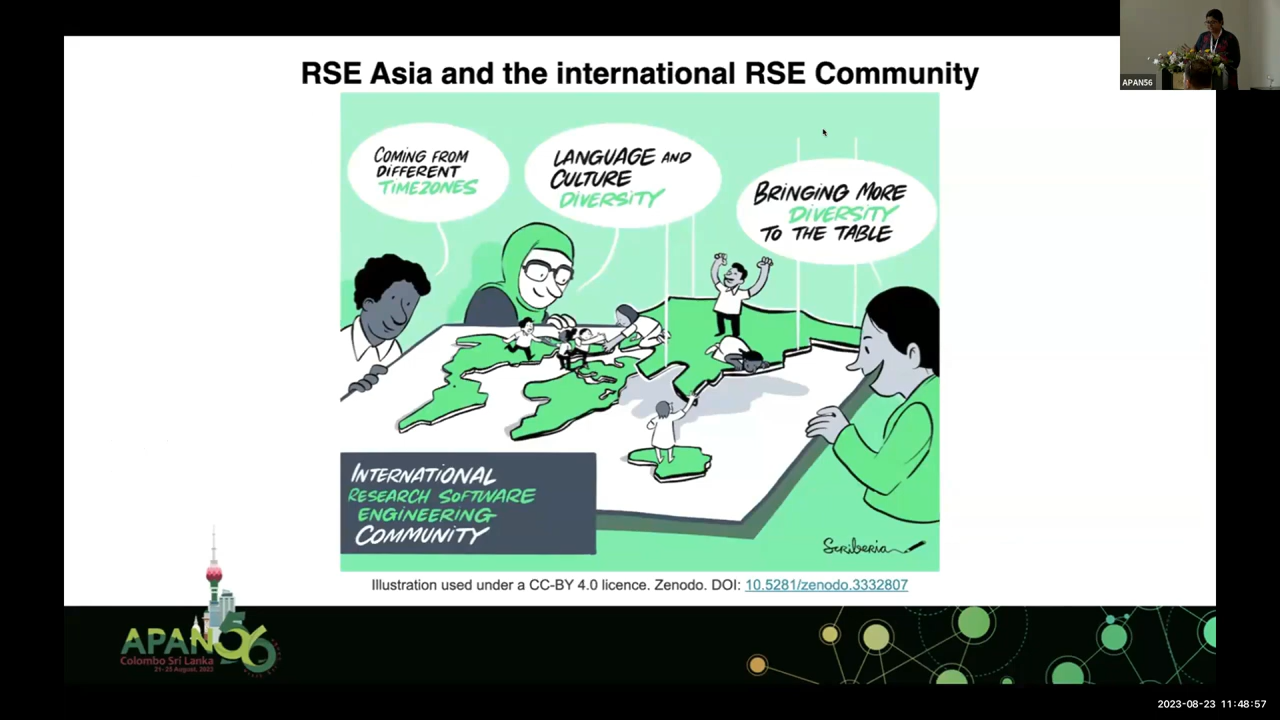 RSE Asia and the international RSE Community
APAN56
COMING FROM
DIFFERENT
TIMEZONES
LANGUAGE AND
CULTURE
DIVERSITY
BRINGING MORE
DIVERSITY
TO THE TABLE
INTERNATIONAL
RESEARCH SOFTWARE
ENGINEERING
COMMUNITY
Scriberia
Illustration used under a CC-BY 4.0 licence. Zenodo. DOI: 10.5281/zenodo.3332807
APAN56
Colombo Sri Lanka
21- 25 August, 2023
2023-08-23 11:48:57